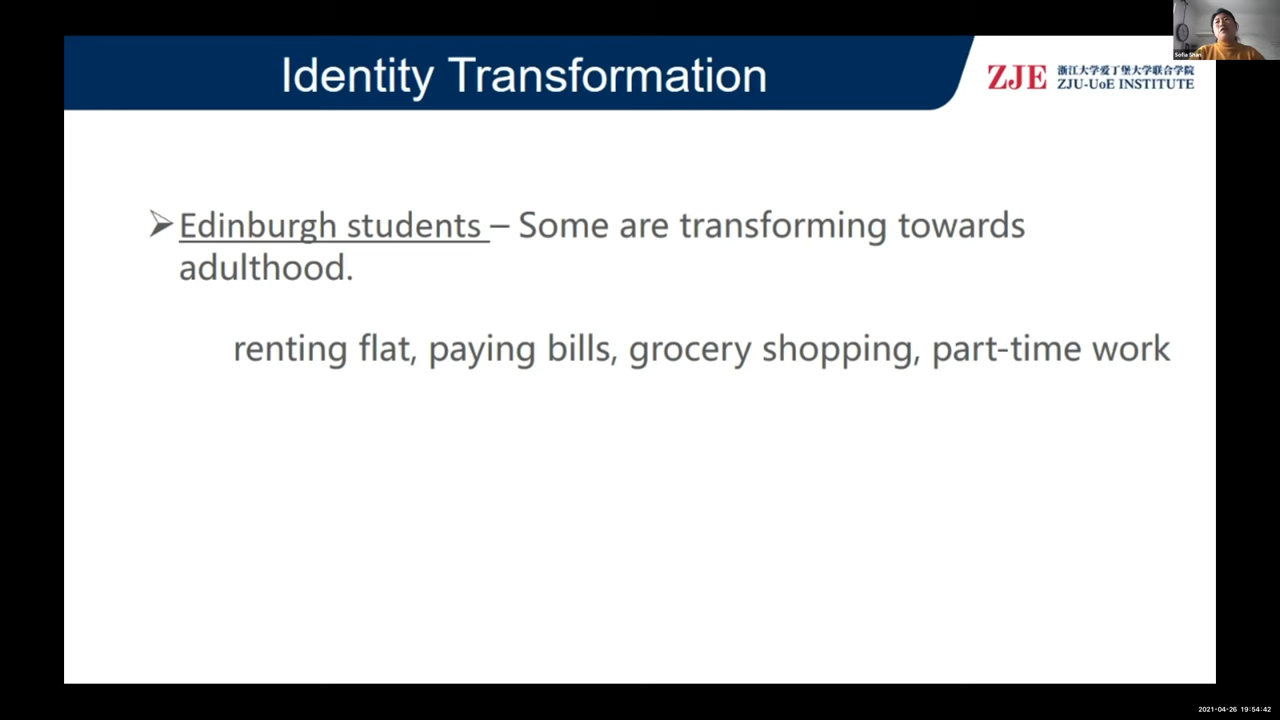 Identity Transformation
ZJE 浙江大学爱丁堡大学联合学院
ZJU-UoE INSTITUTE
Sofia Shan
➢Edinburgh students – Some are transforming towards
adulthood.
renting flat, paying bills, grocery shopping, part-time work
2021-04-26 19:54:42